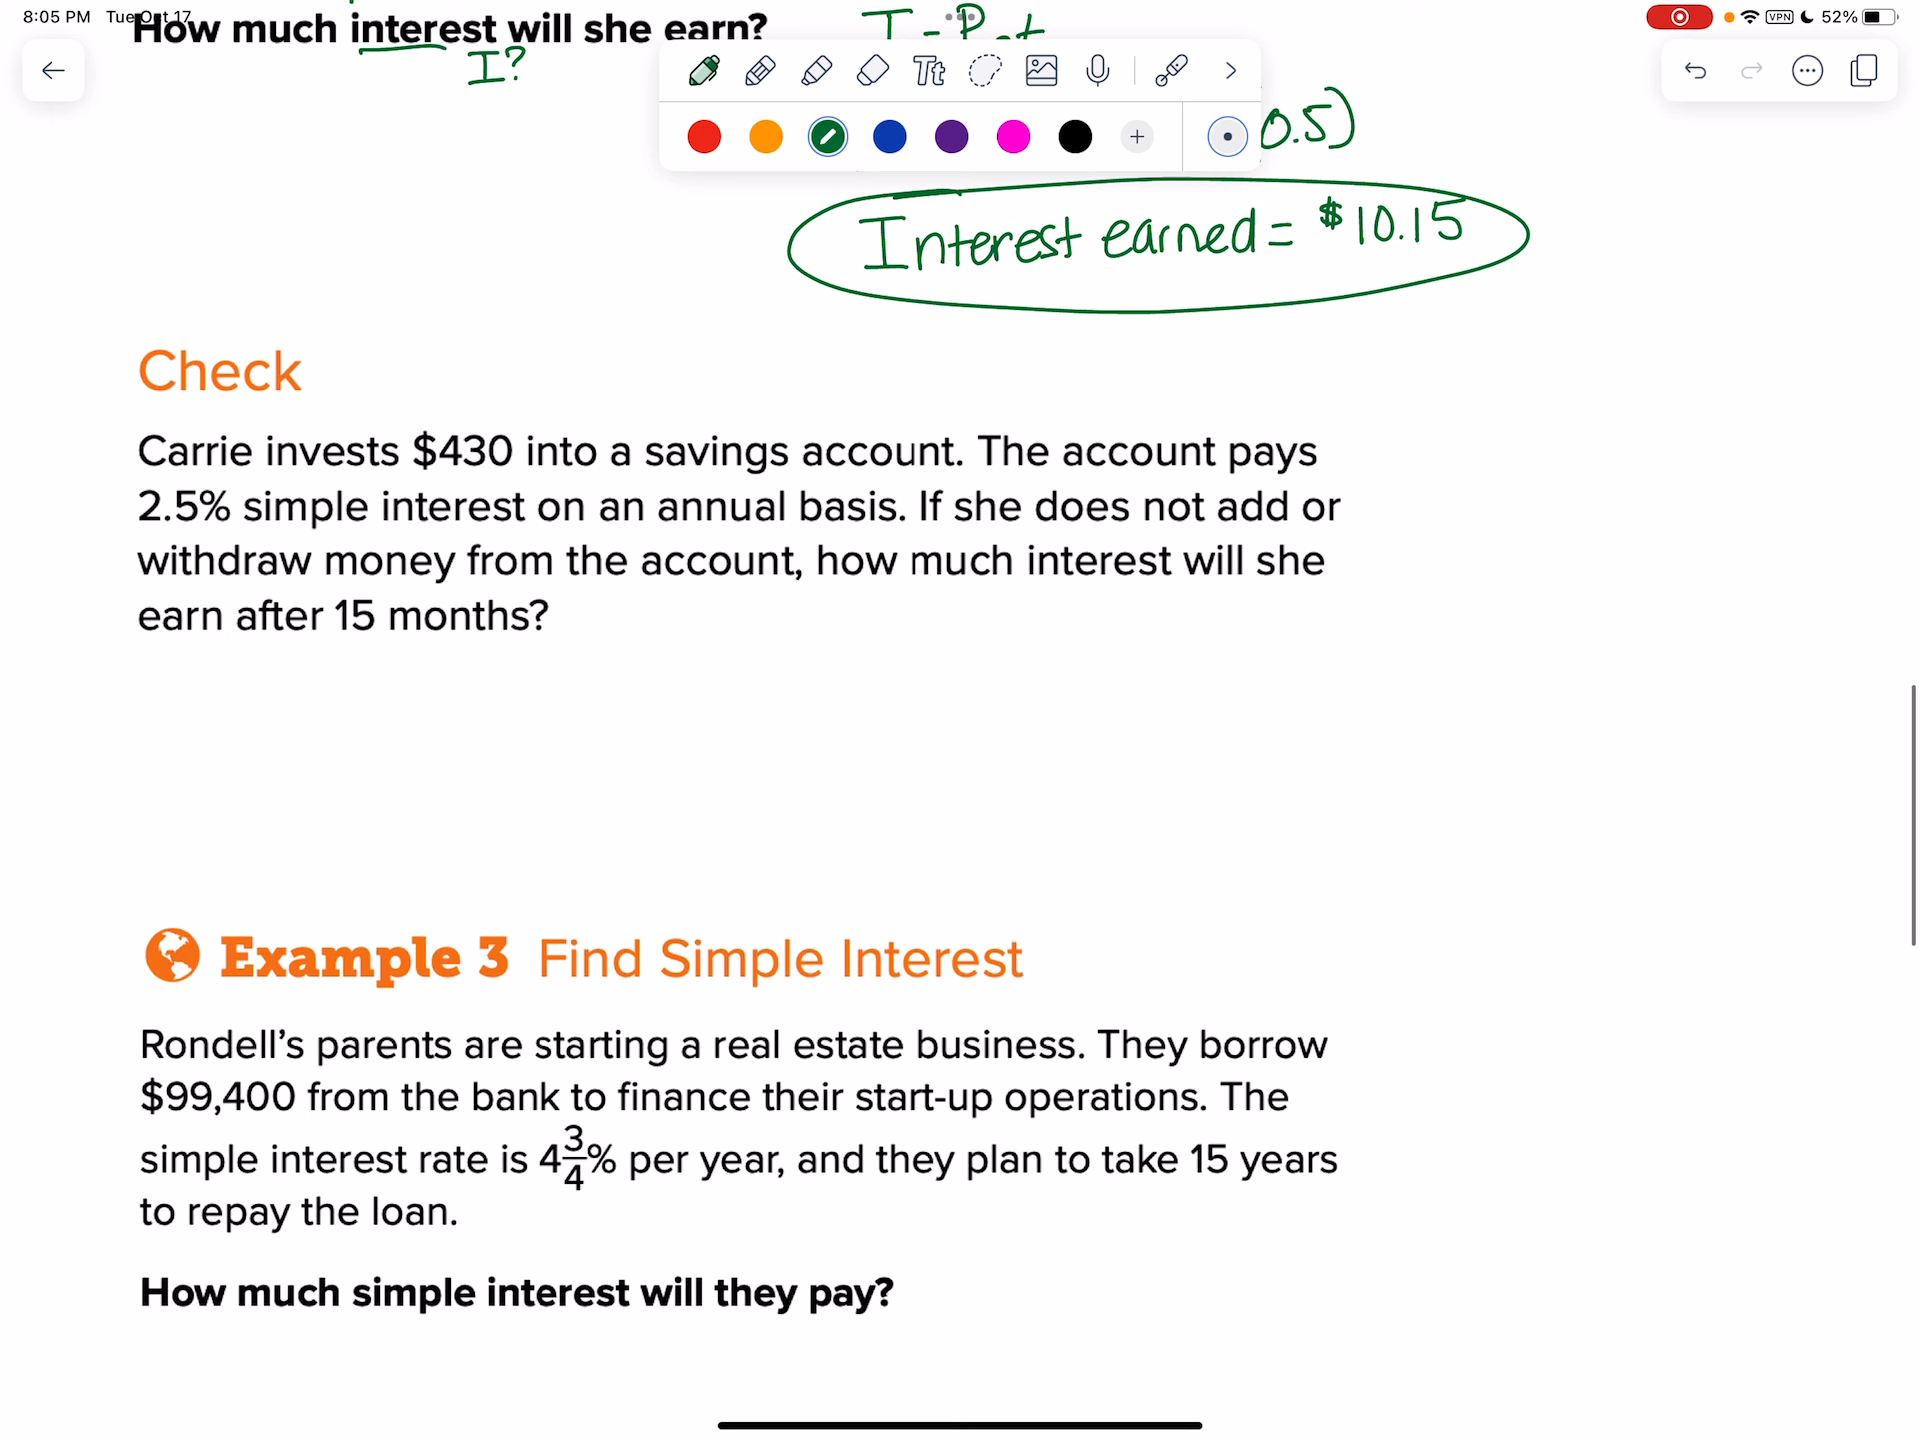 8:05 PM Tue Oct 17
52%
VPN
How much interest will she earn?
I?
I = P
0.5)
Tt
Interest earned = $10.15
Check
Carrie invests $430 into a savings account. The account pays
2.5% simple interest on an annual basis. If she does not add or
withdraw money from the account, how much interest will she
earn after 15 months?
Example 3 Find Simple Interest
Rondell’s parents are starting a real estate business. They borrow
$99,400 from the bank to finance their start-up operations. The
simple interest rate is 4 3/4% per year, and they plan to take 15 years
to repay the loan.
How much simple interest will they pay?